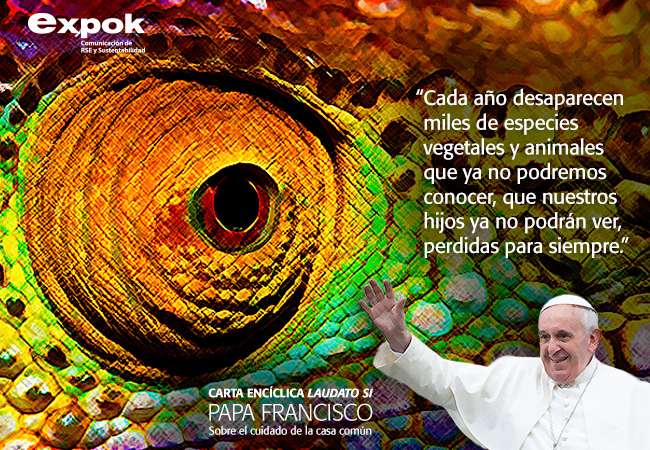 expok
Comunicación de
RSE y Sustentabilidad
“Cada año desaparecen
miles de especies
vegetales y animales
que ya no podremos
conocer, que nuestros
hijos ya no podrán ver,
perdidas para siempre.”
CARTA ENCÍCLICA LAUDATO SI
PAPA FRANCISCO
Sobre el cuidado de la casa común